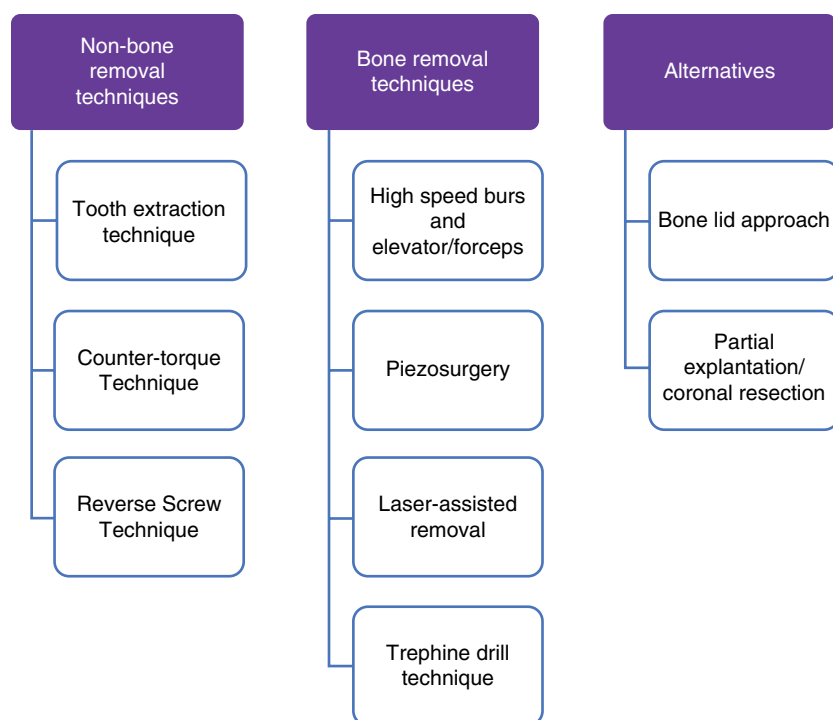 Non-bone
removal
techniques
Tooth extraction
technique
Counter-torque
Technique
Reverse Screw
Technique
Bone removal
techniques
High speed burs
and
elevator/forceps
Piezosurgery
Laser-assisted
removal
Trephine drill
technique
Alternatives
Bone lid approach
Partial
explantation/
coronal resection